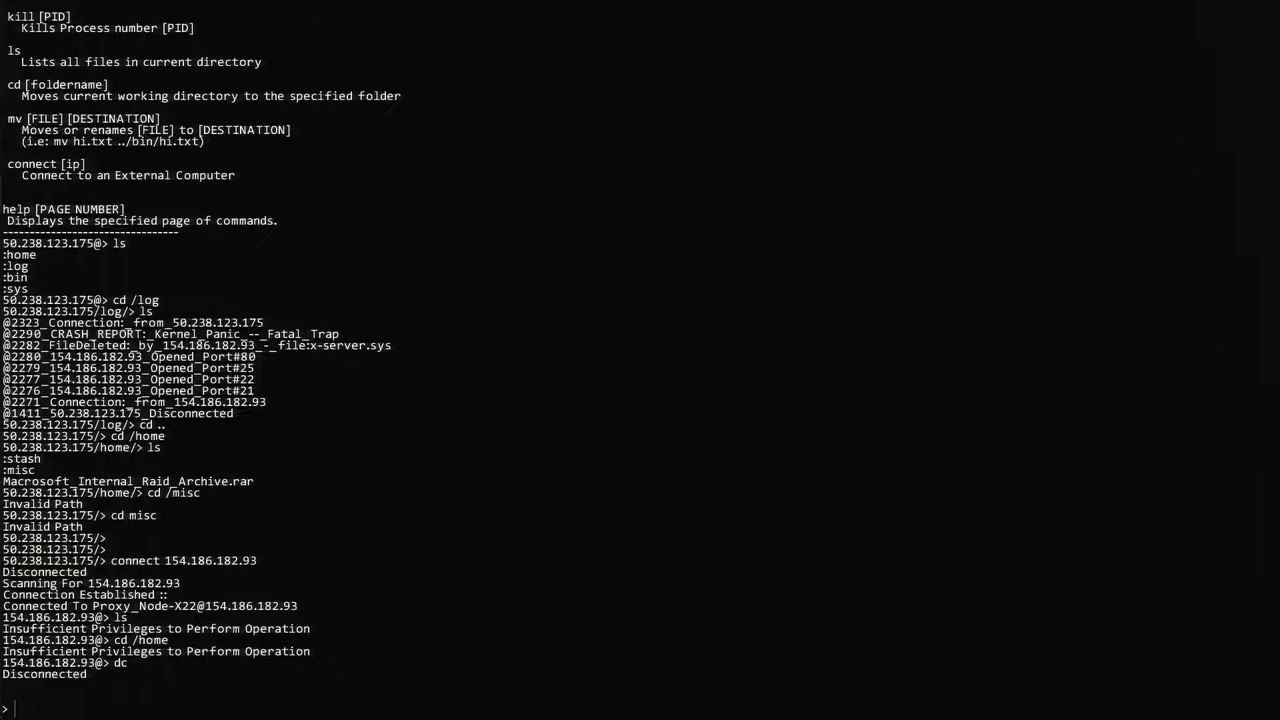 kill [PID]
Kills Process number [PID]
ls
Lists all files in current directory
cd [foldername]
Moves current working directory to the specified folder
mv [FILE] [DESTINATION]
Moves or renames [FILE] to [DESTINATION]
(i.e: mv hi.txt ../bin/hi.txt)
connect [ip]
Connect to an External Computer
help [PAGE NUMBER]
Displays the specified page of commands.
---------------------------------
50.238.123.175@> ls
:home
:log
:bin
:sys
50.238.123.175@> cd /log
50.238.123.175/log/> ls
@2323_Connection:_from_50.238.123.175
@2290_CRASH_REPORT:_Kernel_Panic_--_Fatal_Trap
@2282_FileDeleted:_by_154.186.182.93_-_file:x-server.sys
@2280_154.186.182.93_Opened_Port#80
@2279_154.186.182.93_Opened_Port#25
@2277_154.186.182.93_Opened_Port#22
@2276_154.186.182.93_Opened_Port#21
@2271_Connection:_from_154.186.182.93
@1411_50.238.123.175_Disconnected
50.238.123.175/log/> cd ..
50.238.123.175/> cd /home
50.238.123.175/home/> ls
:stash
:misc
Macrosoft_Internal_Raid_Archive.rar
50.238.123.175/home/> cd /misc
Invalid Path
50.238.123.175/> cd misc
Invalid Path
50.238.123.175/>
50.238.123.175/>
50.238.123.175/> connect 154.186.182.93
Disconnected
Scanning For 154.186.182.93
Connection Established ::
Connected To Proxy_Node-X22@154.186.182.93
154.186.182.93@> ls
Insufficient Privileges to Perform Operation
154.186.182.93@> cd /home
Insufficient Privileges to Perform Operation
154.186.182.93@> dc
Disconnected
>